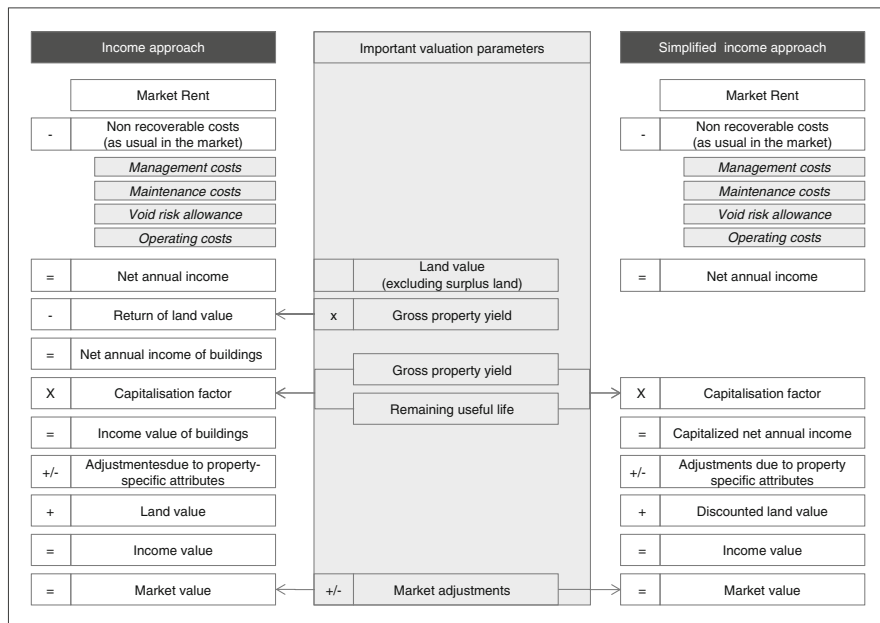 Income approach
Market Rent
-
Non recoverable costs
(as usual in the market)
Management costs
Maintenance costs
Void risk allowance
Operating costs
=
Net annual income
-
Return of land value
=
Net annual income of buildings
X
Capitalisation factor
=
Income value of buildings
+/-
Adjustmentesdue to property-
specific attributes
+
Land value
=
Income value
=
Market value
Important valuation parameters
Land value
(excluding surplus land)
x
Gross property yield
Gross property yield
Remaining useful life
+/-
Market adjustments
Simplified income approach
Market Rent
-
Non recoverable costs
(as usual in the market)
Management costs
Maintenance costs
Void risk allowance
Operating costs
=
Net annual income
X
Capitalisation factor
=
Capitalized net annual income
+/-
Adjustments due to property
specific attributes
+
Discounted land value
=
Income value
=
Market value